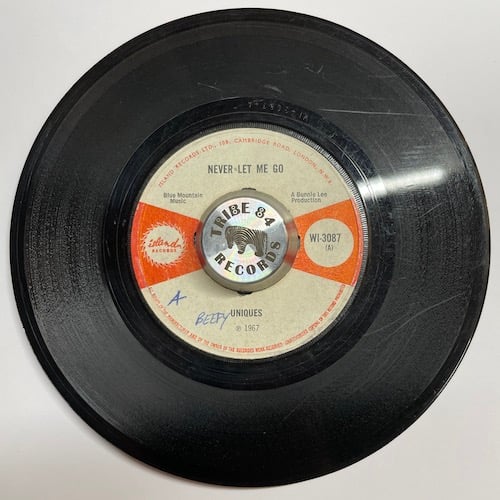 ISLAND RECORDS LTD., 108, CAMBRIDGE ROAD, LONDON, N.W.6
NEVER LET ME GO
Blue Mountain
Music
A Bunnie Lee
Production
island
RECORDS
TRIBE 84
RECORDS
WI-3087
(A)
A
BEEPY
UNIQUES
℗ 1967